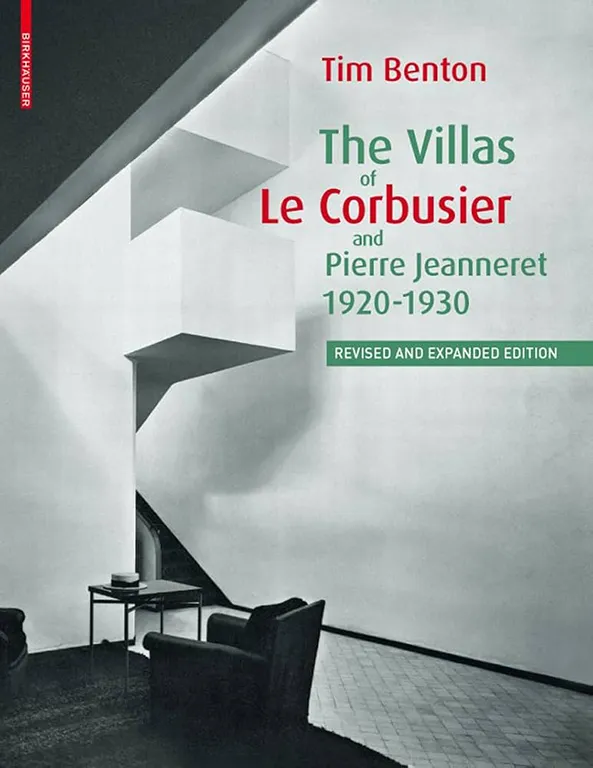 BIRKHÄUSER
Tim Benton
The Villas
of
Le Corbusier
and
Pierre Jeanneret
1920-1930
REVISED AND EXPANDED EDITION